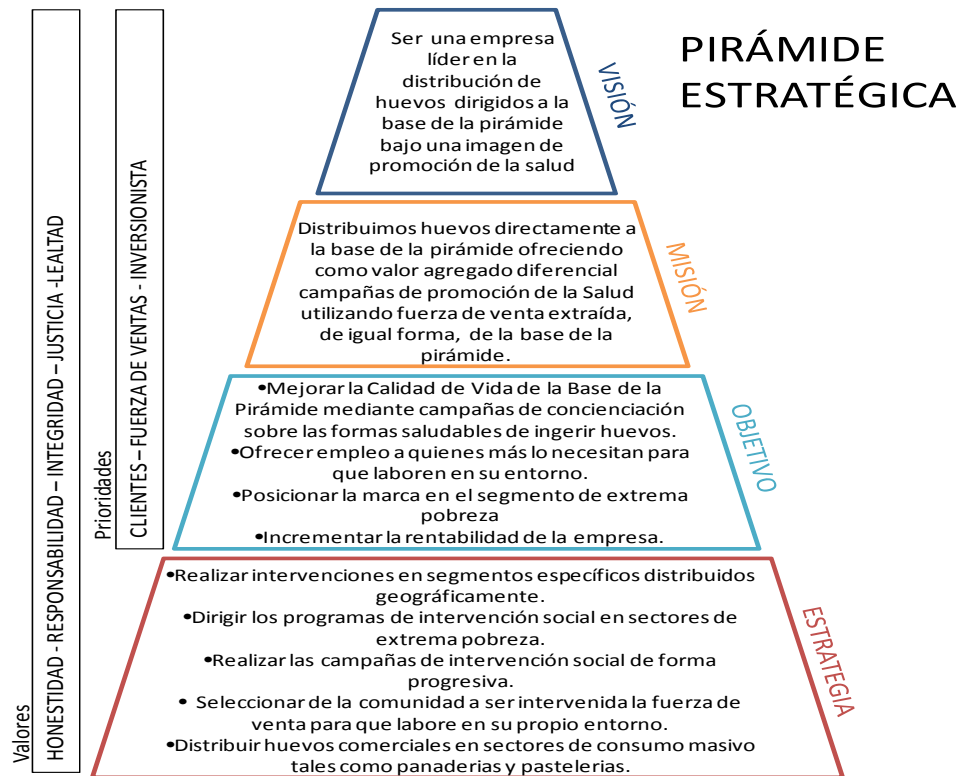 PIRÁMIDE
ESTRATÉGICA
Ser una empresa
líder en la
distribución de
huevos dirigidos a la
base de la pirámide
bajo una imagen de
promoción de la salud
VISIÓN
Distribuimos huevos directamente a
la base de la pirámide ofreciendo
como valor agregado diferencial
campañas de promoción de la Salud
utilizando fuerza de venta extraída,
de igual forma, de la base de la
pirámide.
MISIÓN
•Mejorar la Calidad de Vida de la Base de la
Pirámide mediante campañas de concienciación
sobre las formas saludables de ingerir huevos.
•Ofrecer empleo a quienes más lo necesitan para
que laboren en su entorno.
•Posicionar la marca en el segmento de extrema
pobreza
•Incrementar la rentabilidad de la empresa.
OBJETIVO
•Realizar intervenciones en segmentos específicos distribuidos
geográficamente.
•Dirigir los programas de intervención social en sectores de
extrema pobreza.
•Realizar las campañas de intervención social de forma
progresiva.
• Seleccionar de la comunidad a ser intervenida la fuerza de
venta para que labore en su propio entorno.
•Distribuir huevos comerciales en sectores de consumo masivo
tales como panaderias y pastelerias.
ESTRATEGIA
Valores
HONESTIDAD - RESPONSABILIDAD – INTEGRIDAD – JUSTICIA -LEALTAD
Prioridades
CLIENTES – FUERZA DE VENTAS - INVERSIONISTA